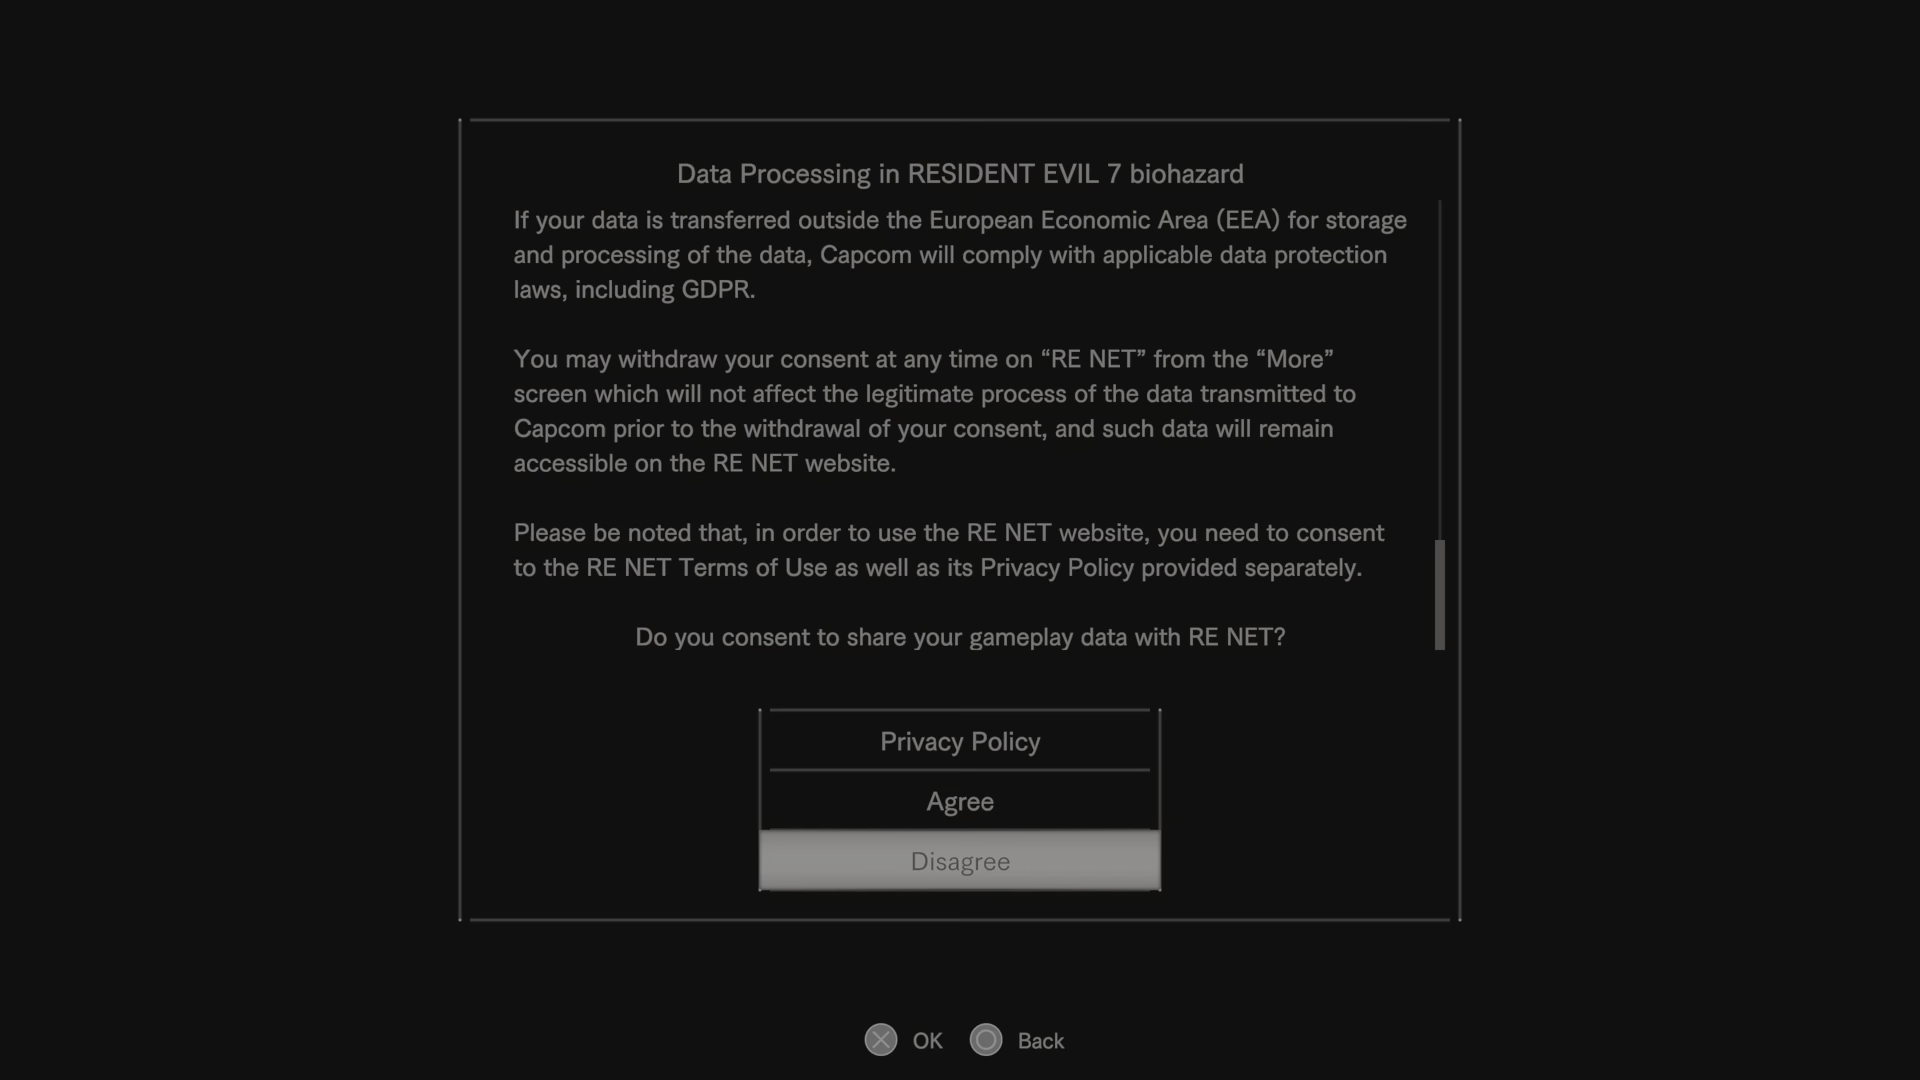 Data Processing in RESIDENT EVIL 7 biohazard
If your data is transferred outside the European Economic Area (EEA) for storage
and processing of the data, Capcom will comply with applicable data protection
laws, including GDPR.
You may withdraw your consent at any time on “RE NET” from the “More”
screen which will not affect the legitimate process of the data transmitted to
Capcom prior to the withdrawal of your consent, and such data will remain
accessible on the RE NET website.
Please be noted that, in order to use the RE NET website, you need to consent
to the RE NET Terms of Use as well as its Privacy Policy provided separately.
Do you consent to share your gameplay data with RE NET?
Privacy Policy
Agree
Disagree
OK Back